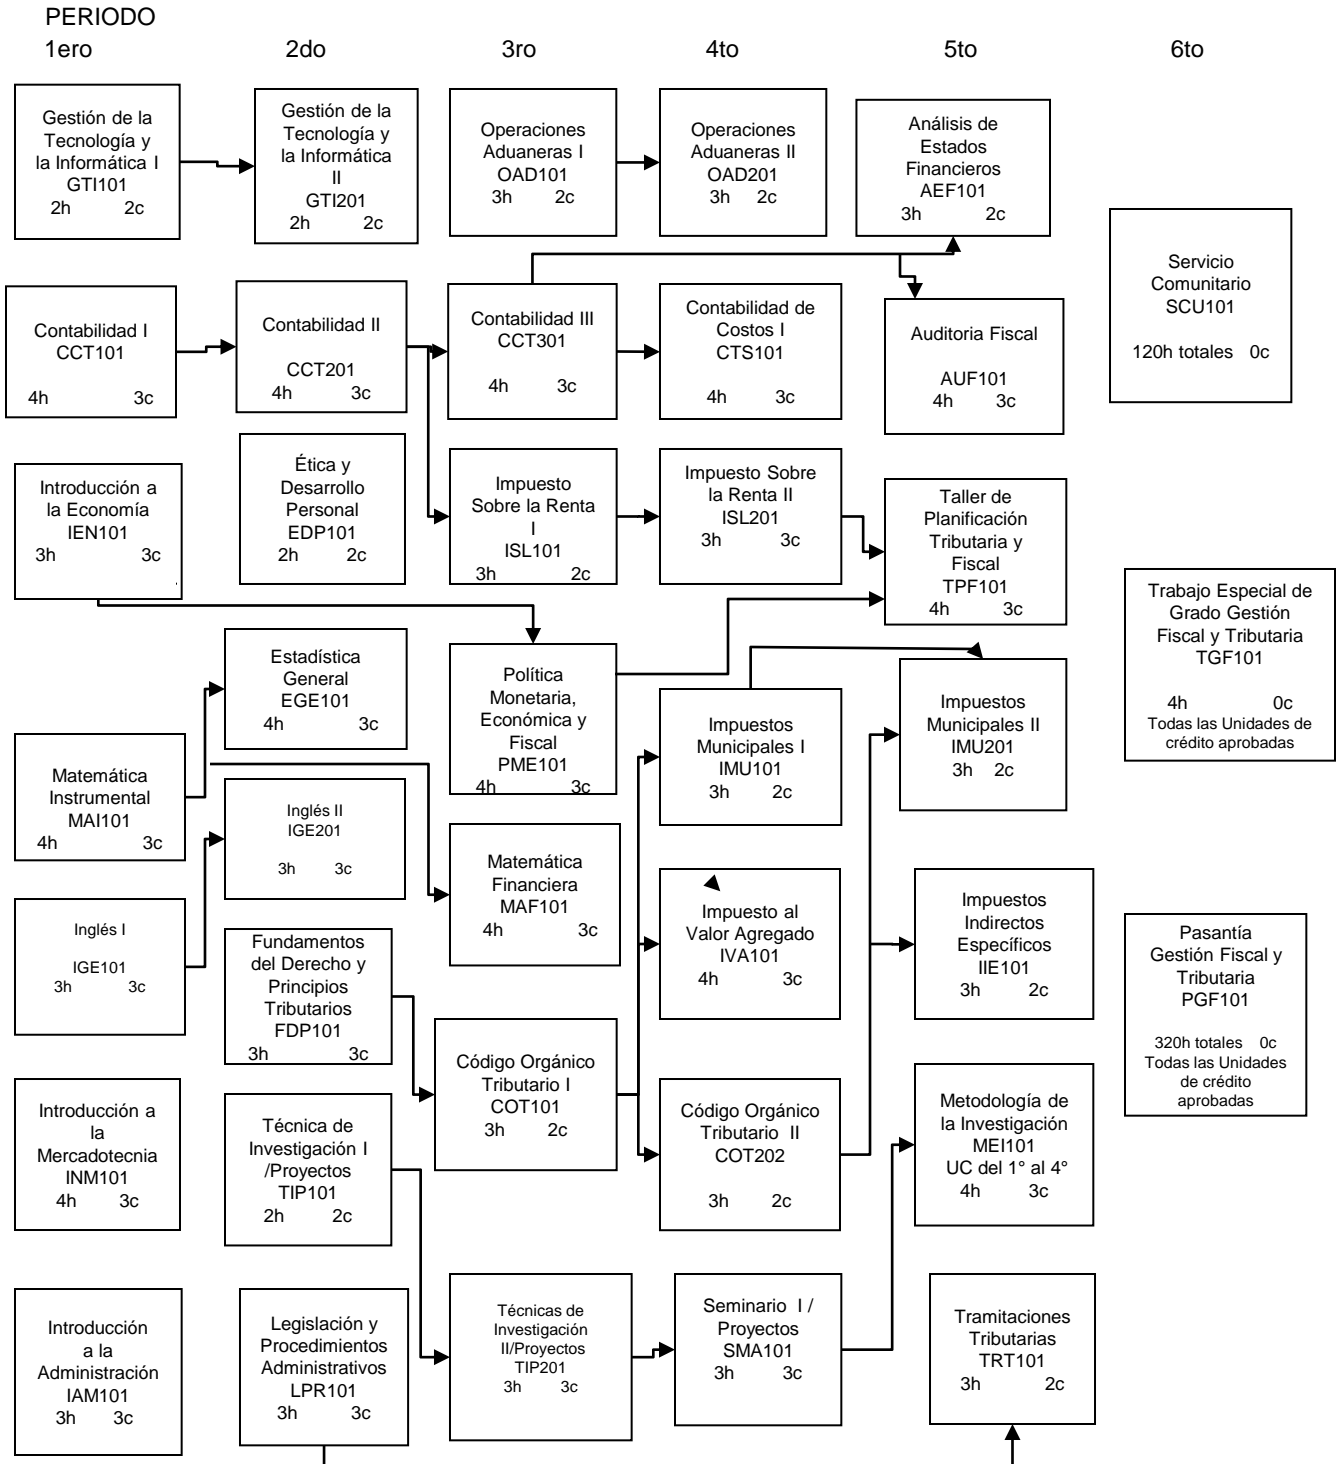 PERIODO
1ero
2do
3ro
4to
5to
6to
Gestión de la
Tecnología y
la Informática I
GTI101
2h 2c
Gestión de la
Tecnología y
la Informática
II
GTI201
2h 2c
Operaciones
Aduaneras I
OAD101
3h 2c
Operaciones
Aduaneras II
OAD201
3h 2c
Análisis de
Estados
Financieros
AEF101
3h 2c
Servicio
Comunitario
SCU101
120h totales 0c
Contabilidad I
CCT101
4h 3c
Contabilidad II
CCT201
4h 3c
Contabilidad III
CCT301
4h 3c
Contabilidad de
Costos I
CTS101
4h 3c
Auditoria Fiscal
AUF101
4h 3c
Introducción a
la Economía
IEN101
3h 3c
Ética y
Desarrollo
Personal
EDP101
2h 2c
Impuesto
Sobre la Renta
I
ISL101
3h 2c
Impuesto Sobre
la Renta II
ISL201
3h 3c
Taller de
Planificación
Tributaria y
Fiscal
TPF101
4h 3c
Trabajo Especial de
Grado Gestión
Fiscal y Tributaria
TGF101
4h 0c
Todas las Unidades de
crédito aprobadas
Matemática
Instrumental
MAI101
4h 3c
Estadística
General
EGE101
4h 3c
Política
Monetaria,
Económica y
Fiscal
PME101
4h 3c
Impuestos
Municipales I
IMU101
3h 2c
Impuestos
Municipales II
IMU201
3h 2c
Inglés I
IGE101
3h 3c
Inglés II
IGE201
3h 3c
Matemática
Financiera
MAF101
4h 3c
Impuesto al
Valor Agregado
IVA101
4h 3c
Impuestos
Indirectos
Específicos
IIE101
3h 2c
Pasantía
Gestión Fiscal y
Tributaria
PGF101
320h totales 0c
Todas las Unidades
de crédito
aprobadas
Fundamentos
del Derecho y
Principios
Tributarios
FDP101
3h 3c
Código Orgánico
Tributario I
COT101
3h 2c
Código Orgánico
Tributario II
COT202
3h 2c
Metodología de
la Investigación
MEI101
UC del 1° al 4°
4h 3c
Introducción a
la
Mercadotecnia
INM101
4h 3c
Técnica de
Investigación I
/Proyectos
TIP101
2h 2c
Introducción
a la
Administración
IAM101
3h 3c
Legislación y
Procedimientos
Administrativos
LPR101
3h 3c
Técnicas de
Investigación
II/Proyectos
TIP201
3h 3c
Seminario I /
Proyectos
SMA101
3h 3c
Tramitaciones
Tributarias
TRT101
3h 2c